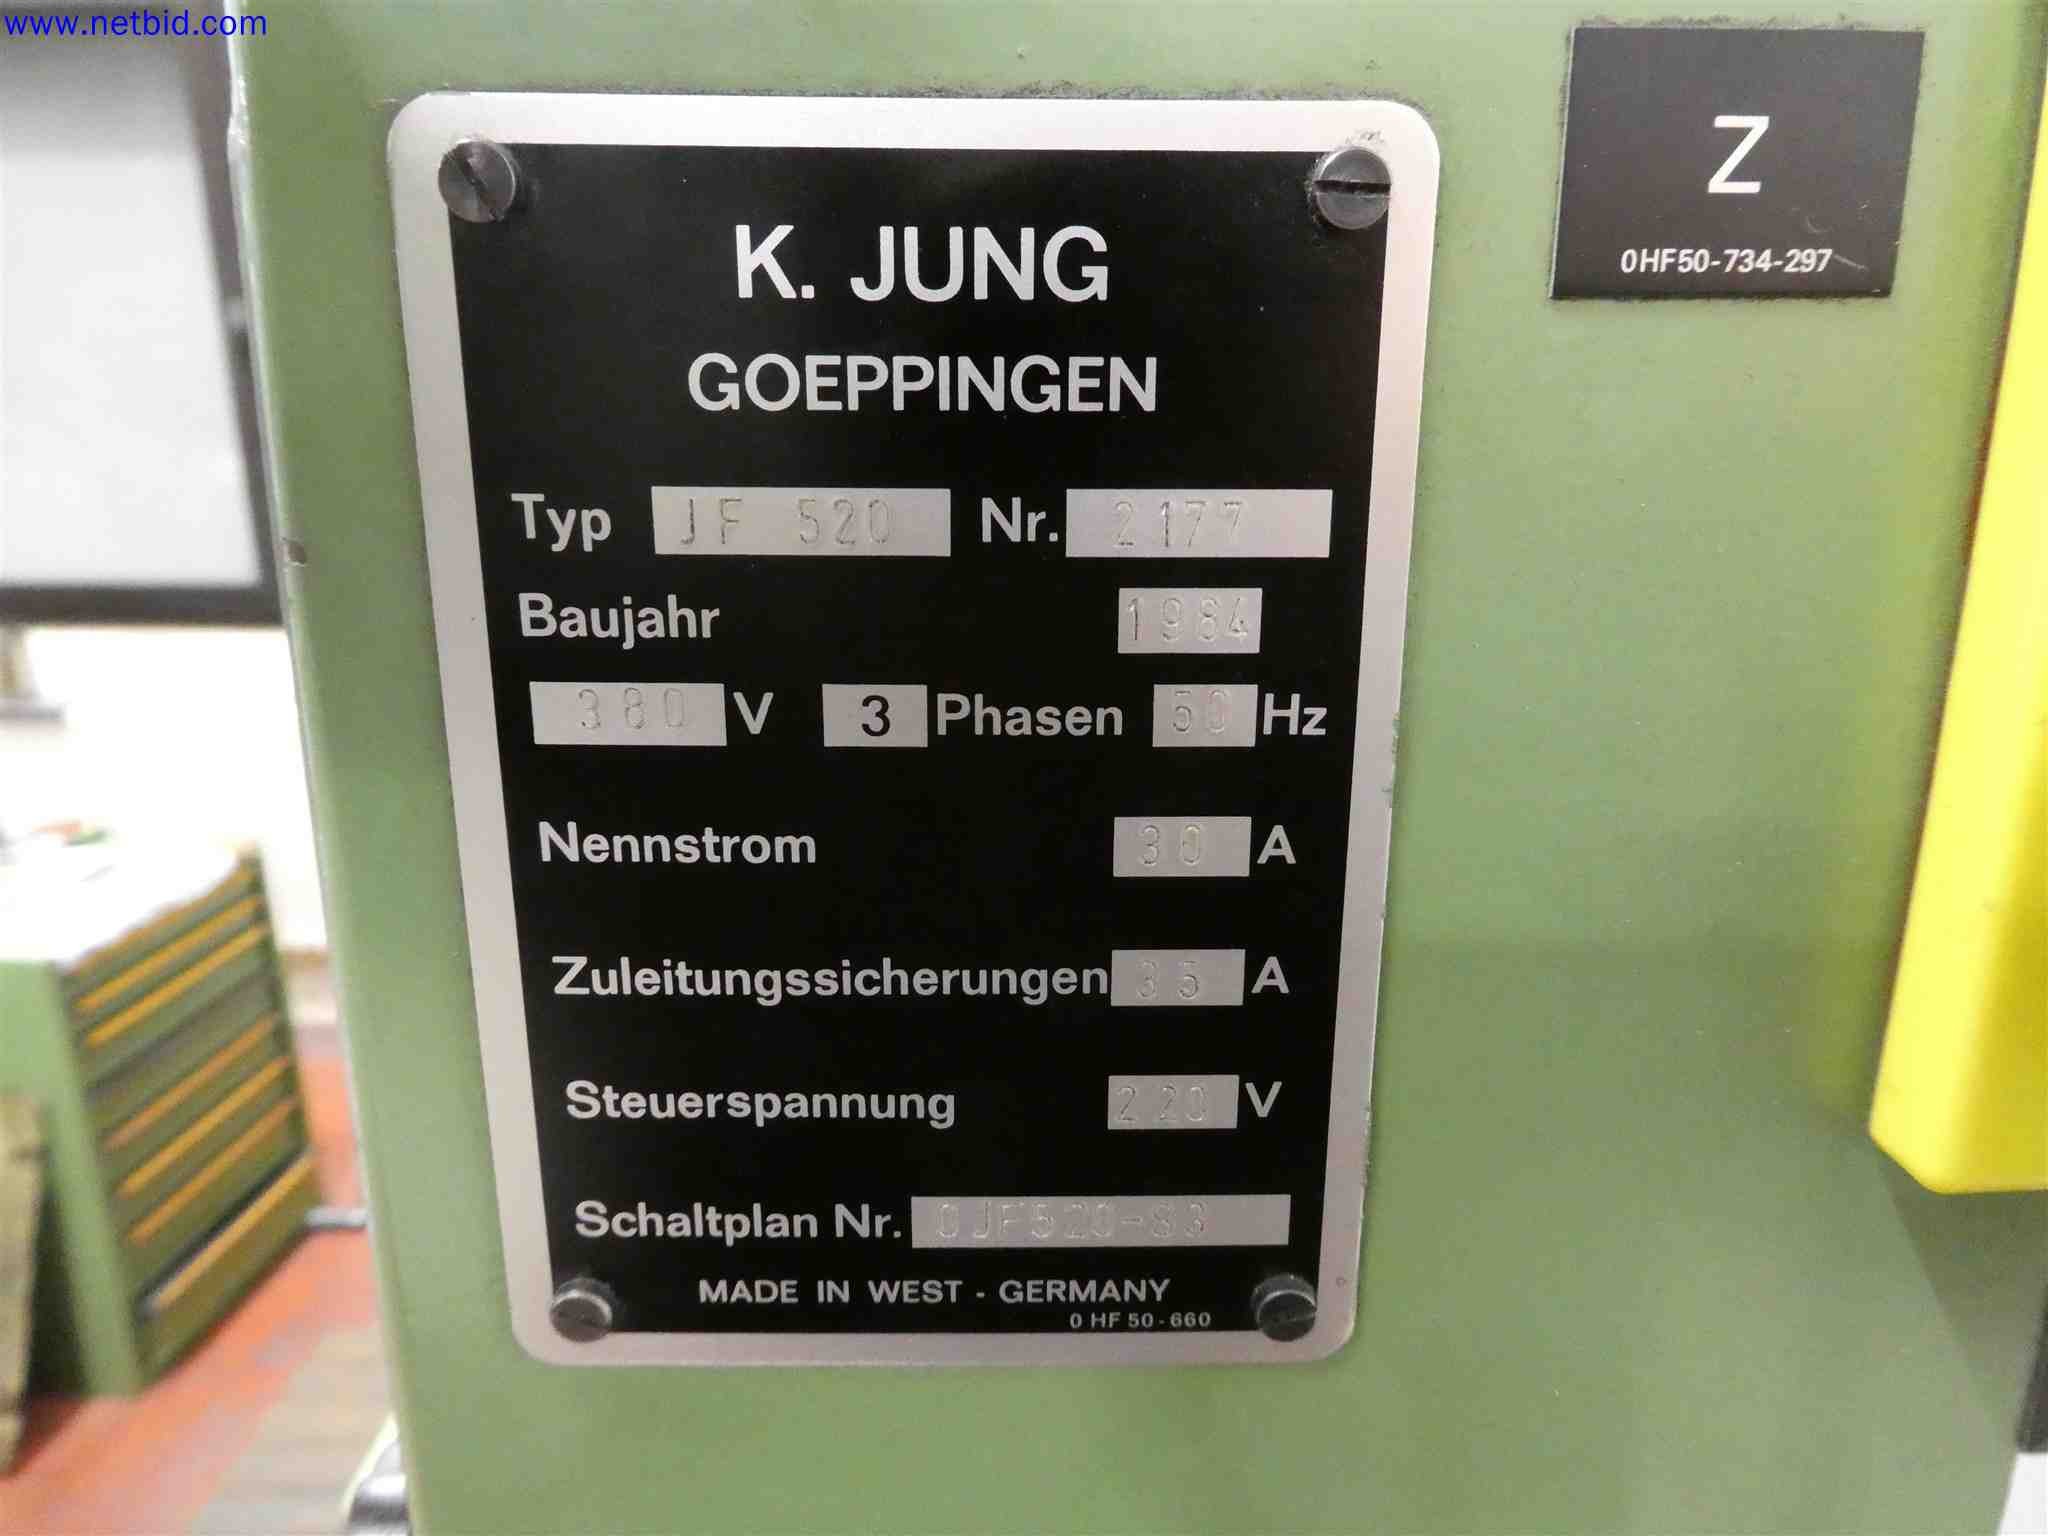 www.netbid.com
K. JUNG
GOEPPINGEN
Typ JF 520 Nr. 2177
Baujahr 1984
380 V 3 Phasen 50 Hz
Nennstrom 30 A
Zuleitungssicherungen 35 A
Steuerspannung 220 V
Schaltplan Nr. 0JF520-83
MADE IN WEST - GERMANY
0 HF 50 - 660
Z
0HF50-734-297